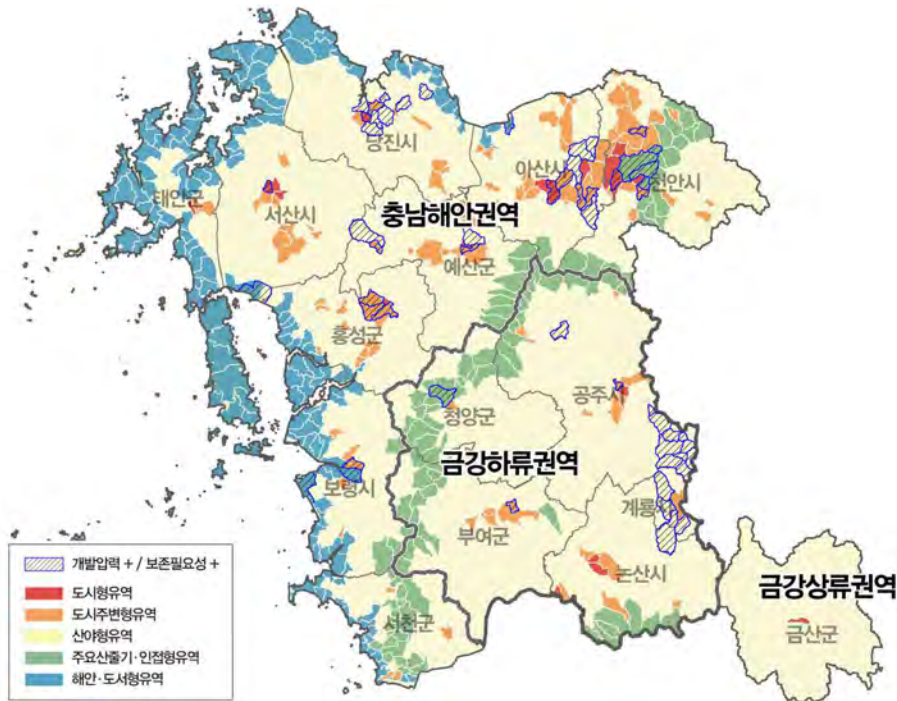 당진시
아산시
천안시
태안군
서산시
충남해안권역
예산군
홍성군
공주시
청양군
금강하류권역
보령시
계룡
부여군
논산시
금강상류권역
서천군
금산군
개발압력 + / 보존필요성 +
도시형유역
도시주변형유역
산야형유역
주요산줄기·인접형유역
해안·도서형유역